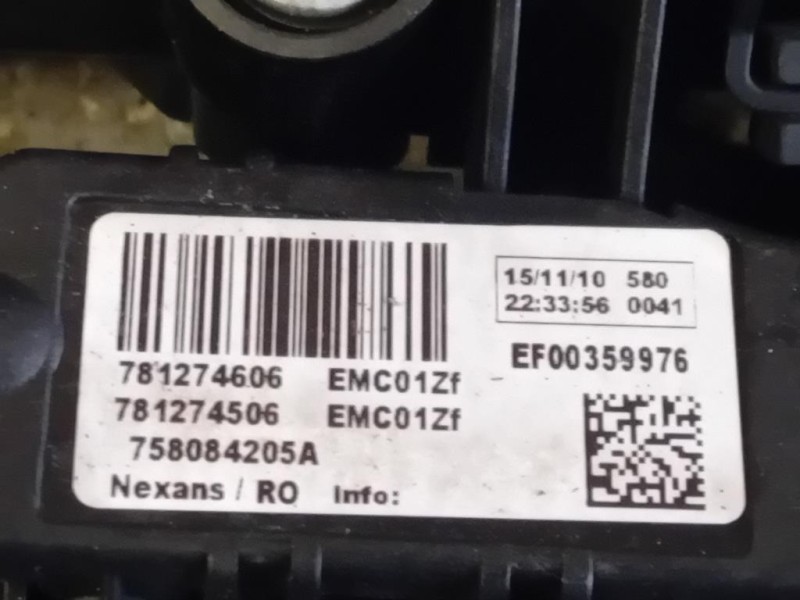 15/11/10 580
22:33:56 0041
EF00359976
781274606 EMC01Zf
781274506 EMC01Zf
758084205A
Nexans / RO Info: